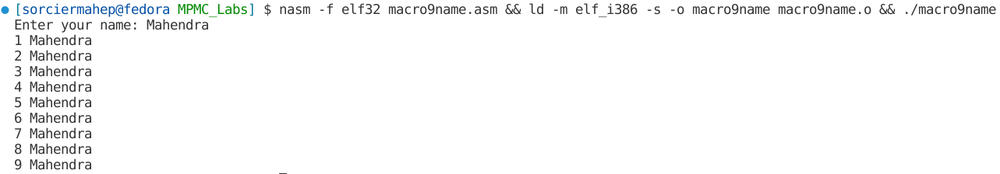 [sorciermahep@fedora MPMC_Labs] $ nasm -f elf32 macro9name.asm && ld -m elf_i386 -s -o macro9name macro9name.o && ./macro9name
Enter your name: Mahendra
1 Mahendra
2 Mahendra
3 Mahendra
4 Mahendra
5 Mahendra
6 Mahendra
7 Mahendra
8 Mahendra
9 Mahendra